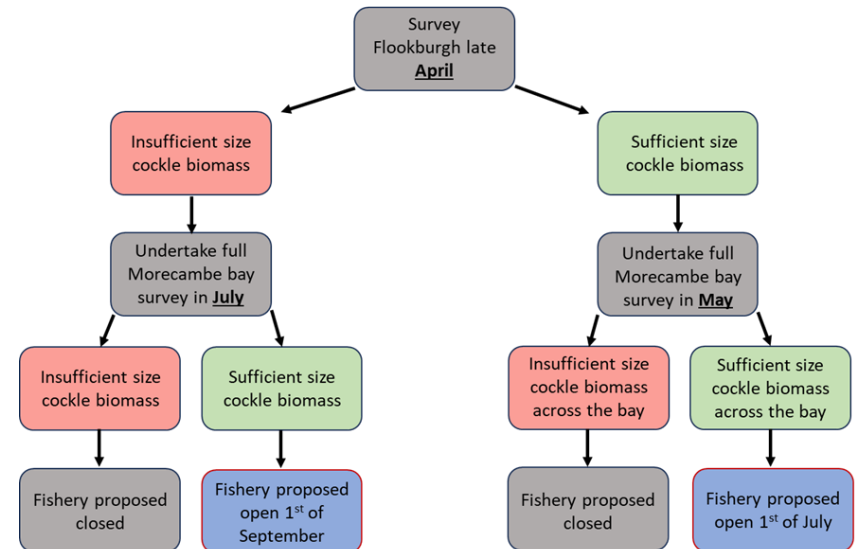 Survey
Flookburgh late
April
Insufficient size
cockle biomass
Sufficient size
cockle biomass
Undertake full
Morecambe bay
survey in July
Undertake full
Morecambe bay
survey in May
Insufficient size
cockle biomass
Sufficient size
cockle biomass
Insufficient size
cockle biomass
across the bay
Sufficient size
cockle biomass
across the bay
Fishery proposed
closed
Fishery proposed
open 1st of
September
Fishery proposed
closed
Fishery proposed
open 1st of July